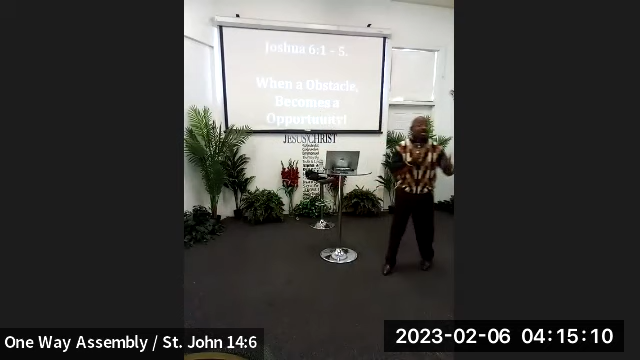 Joshua 6:1 - 5.
When a Obstacle,
Becomes a
Opportunity!
JESUS CHRIST
One Way Assembly / St. John 14:6
2023-02-06 04:15:10